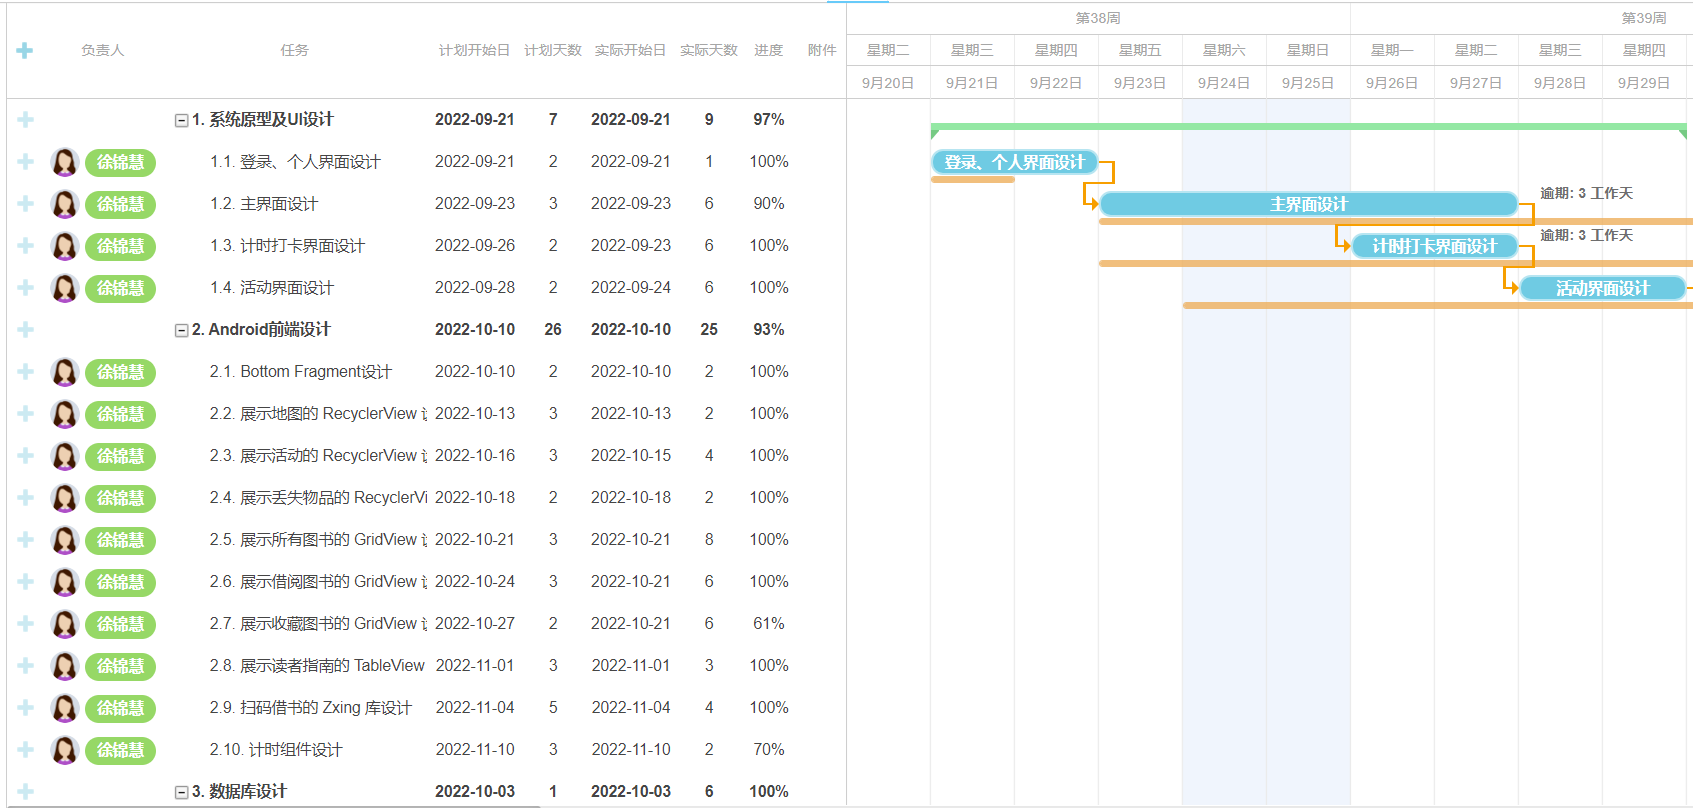 第38周 第39周
负责人 任务 计划开始日 计划天数 实际开始日 实际天数 进度 附件 星期二 星期三 星期四 星期五 星期六 星期日 星期一 星期二 星期三 星期四
9月20日 9月21日 9月22日 9月23日 9月24日 9月25日 9月26日 9月27日 9月28日 9月29日
1. 系统原型及UI设计 2022-09-21 7 2022-09-21 9 97%
徐锦慧 1.1. 登录、个人界面设计 2022-09-21 2 2022-09-21 1 100% 登录、个人界面设计
徐锦慧 1.2. 主界面设计 2022-09-23 3 2022-09-23 6 90% 主界面设计 逾期: 3 工作天
徐锦慧 1.3. 计时打卡界面设计 2022-09-26 2 2022-09-23 6 100% 计时打卡界面设计 逾期: 3 工作天
徐锦慧 1.4. 活动界面设计 2022-09-28 2 2022-09-24 6 100% 活动界面设计
2. Android前端设计 2022-10-10 26 2022-10-10 25 93%
徐锦慧 2.1. Bottom Fragment设计 2022-10-10 2 2022-10-10 2 100%
徐锦慧 2.2. 展示地图的 RecyclerView 2022-10-13 3 2022-10-13 2 100%
徐锦慧 2.3. 展示活动的 RecyclerView 2022-10-16 3 2022-10-15 4 100%
徐锦慧 2.4. 展示丢失物品的 RecyclerVi 2022-10-18 2 2022-10-18 2 100%
徐锦慧 2.5. 展示所有图书的 GridView 2022-10-21 3 2022-10-21 8 100%
徐锦慧 2.6. 展示借阅图书的 GridView 2022-10-24 3 2022-10-21 6 100%
徐锦慧 2.7. 展示收藏图书的 GridView 2022-10-27 2 2022-10-21 6 61%
徐锦慧 2.8. 展示读者指南的 TableView 2022-11-01 3 2022-11-01 3 100%
徐锦慧 2.9. 扫码借书的 Zxing 库设计 2022-11-04 5 2022-11-04 4 100%
徐锦慧 2.10. 计时组件设计 2022-11-10 3 2022-11-10 2 70%
3. 数据库设计 2022-10-03 1 2022-10-03 6 100%